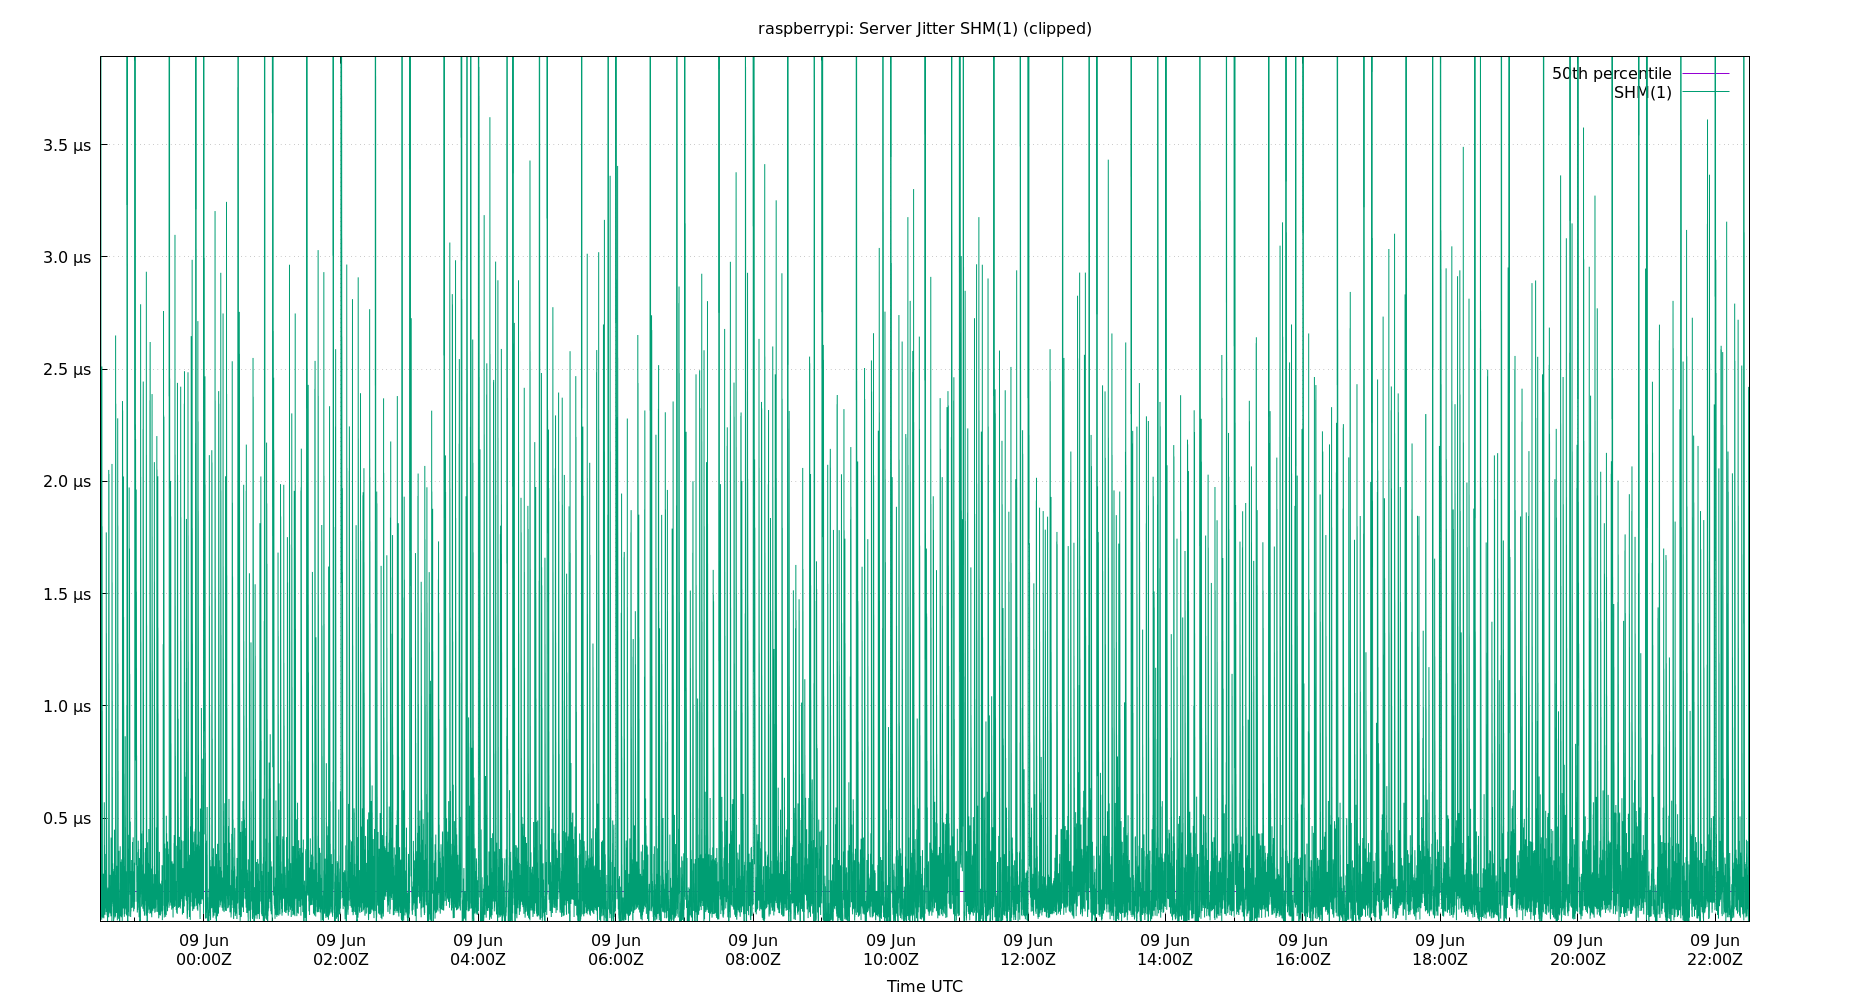 raspberrypi: Server Jitter SHM(1) (clipped)
50th percentile
SHM(1)
3.5 µs
3.0 µs
2.5 µs
2.0 µs
1.5 µs
1.0 µs
0.5 µs
09 Jun 09 Jun 09 Jun 09 Jun 09 Jun 09 Jun 09 Jun 09 Jun 09 Jun 09 Jun 09 Jun 09 Jun
00:00Z 02:00Z 04:00Z 06:00Z 08:00Z 10:00Z 12:00Z 14:00Z 16:00Z 18:00Z 20:00Z 22:00Z
Time UTC